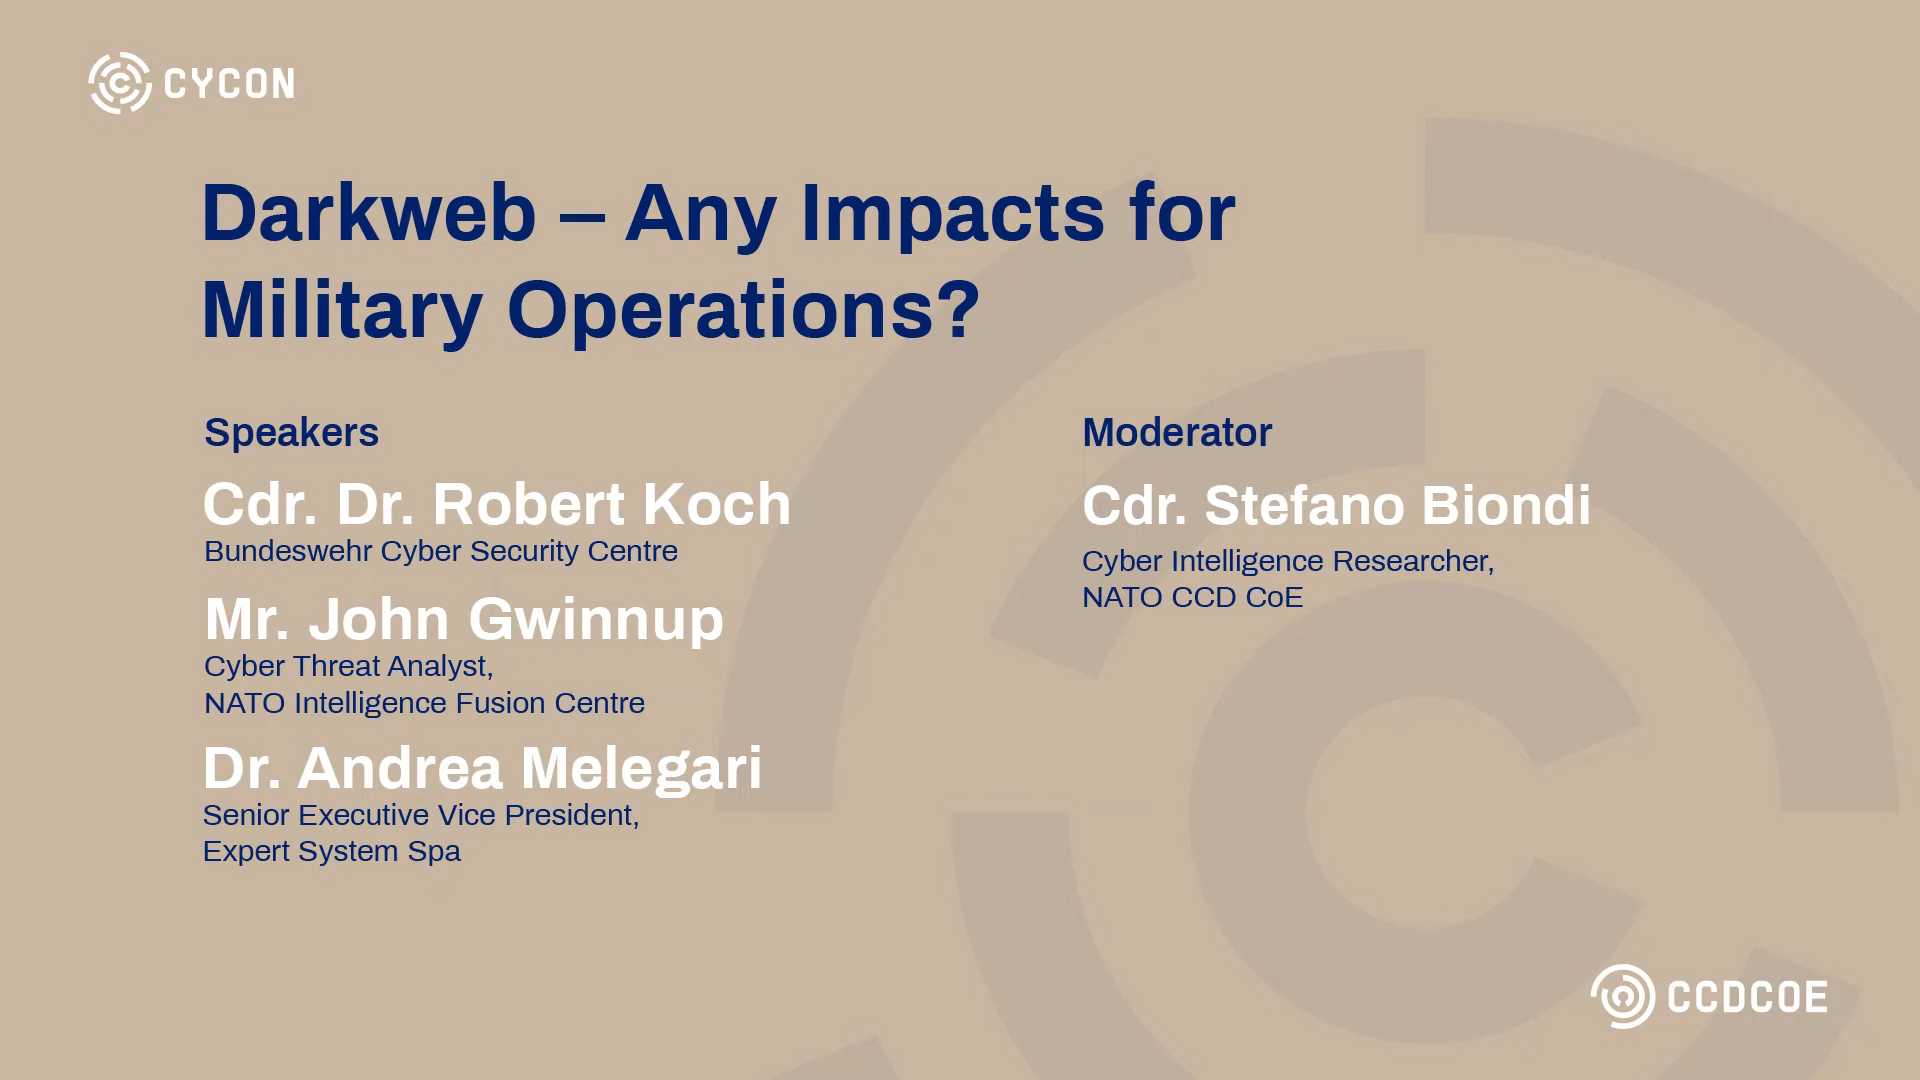 CYCON
Darkweb – Any Impacts for
Military Operations?
Speakers
Cdr. Dr. Robert Koch
Bundeswehr Cyber Security Centre
Mr. John Gwinnup
Cyber Threat Analyst,
NATO Intelligence Fusion Centre
Dr. Andrea Melegari
Senior Executive Vice President,
Expert System Spa
Moderator
Cdr. Stefano Biondi
Cyber Intelligence Researcher,
NATO CCD CoE
CCDCOE